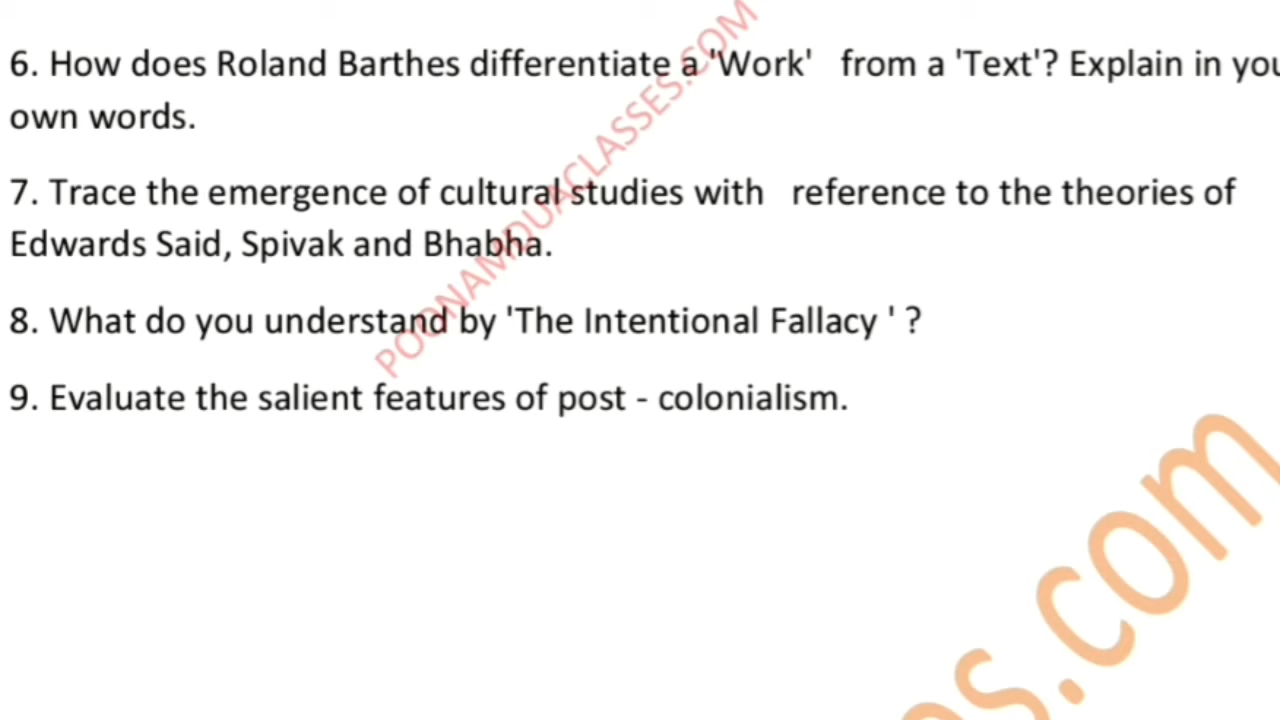 6. How does Roland Barthes differentiate a 'Work' from a 'Text'? Explain in you
own words.
7. Trace the emergence of cultural studies with reference to the theories of
Edwards Said, Spivak and Bhabha.
8. What do you understand by 'The Intentional Fallacy ' ?
9. Evaluate the salient features of post - colonialism.
POONAMDUACLASSES.COM
s.com